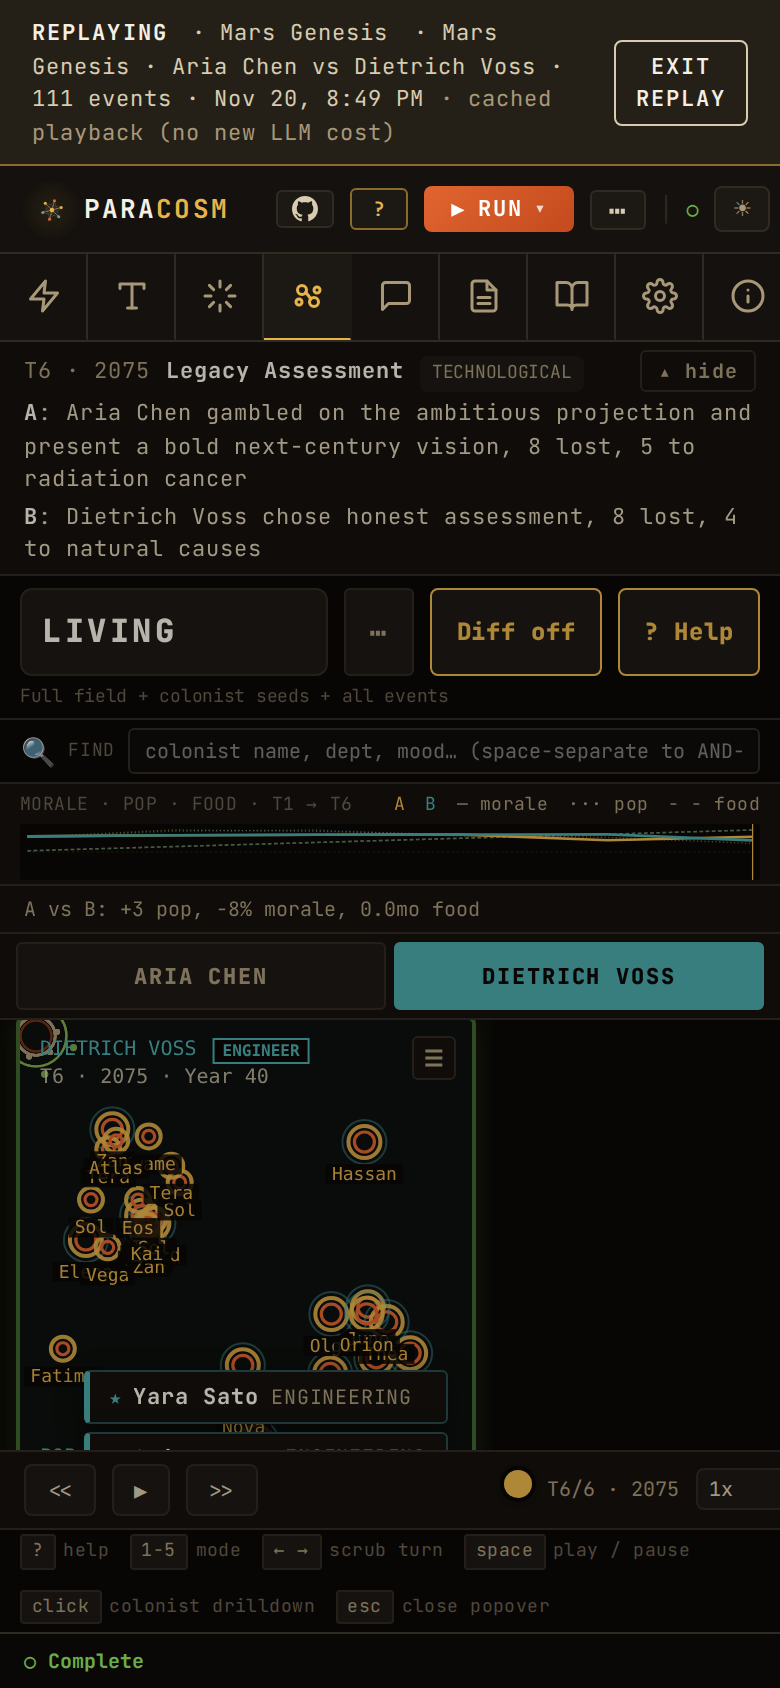 REPLAYING · Mars Genesis · Mars
Genesis · Aria Chen vs Dietrich Voss ·
111 events · Nov 20, 8:49 PM · cached
playback (no new LLM cost)
EXIT
REPLAY
PARACOSM
?
▶ RUN ▾
…
T6 · 2075 Legacy Assessment TECHNOLOGICAL
▴ hide
A: Aria Chen gambled on the ambitious projection and
present a bold next-century vision, 8 lost, 5 to
radiation cancer
B: Dietrich Voss chose honest assessment, 8 lost, 4
to natural causes
LIVING
…
Diff off
? Help
Full field + colonist seeds + all events
FIND
colonist name, dept, mood… (space-separate to AND-
MORALE · POP · FOOD · T1 → T6
A B — morale ··· pop - - food
A vs B: +3 pop, -8% morale, 0.0mo food
ARIA CHEN
DIETRICH VOSS
DIETRICH VOSS ENGINEER
T6 · 2075 · Year 40
Hassan
Atlas
Tera
Sol
Sol
Eos
Kai
Vega
Zan
Orion
Fatim
★ Yara Sato ENGINEERING
Nova
<<
▶
>>
T6/6 · 2075
1x
? help
1-5 mode
← → scrub turn
space play / pause
click colonist drilldown
esc close popover
○ Complete